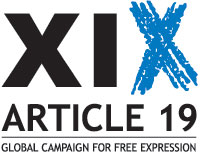 XIX
ARTICLE 19
GLOBAL CAMPAIGN FOR FREE EXPRESSION